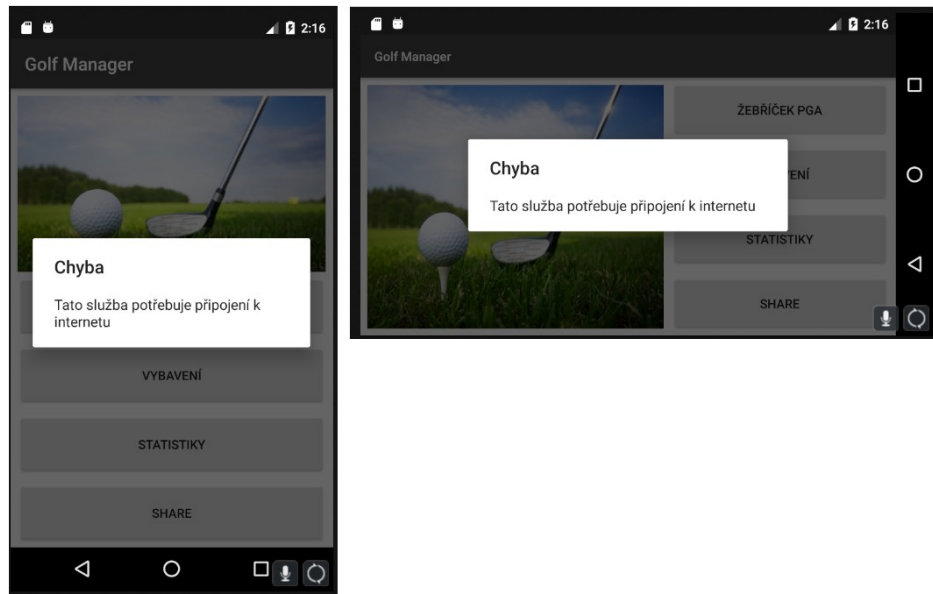 2:16
Golf Manager
Chyba
Tato služba potřebuje připojení k
internetu
VYBAVENÍ
STATISTIKY
SHARE
2:16
Golf Manager
ŽEBŘÍČEK PGA
Chyba
ENÍ
Tato služba potřebuje připojení k internetu
STATISTIKY
SHARE